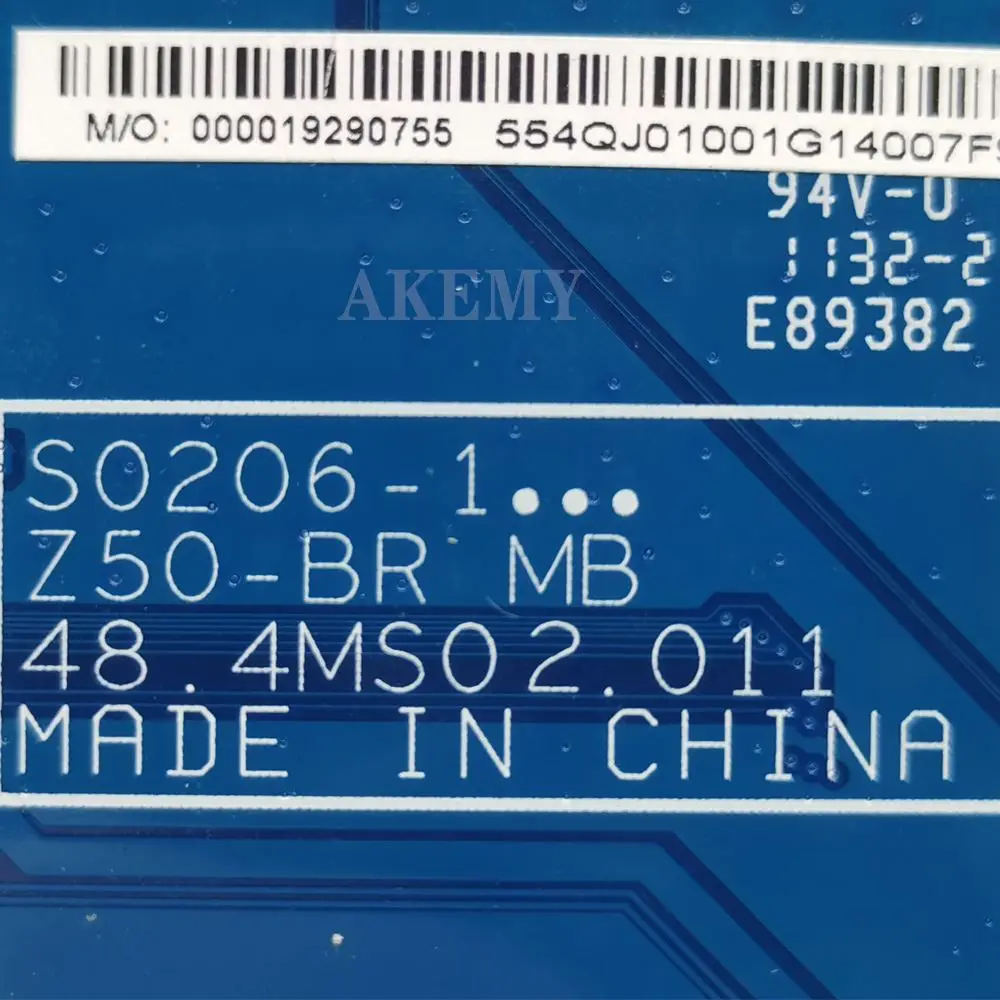 M/O: 000019290755 554QJ01001G14007F
94V-0
1132-2
AKEMY
E89382
S0206-1...
Z50-BR MB
48.4MS02.011
MADE IN CHINA